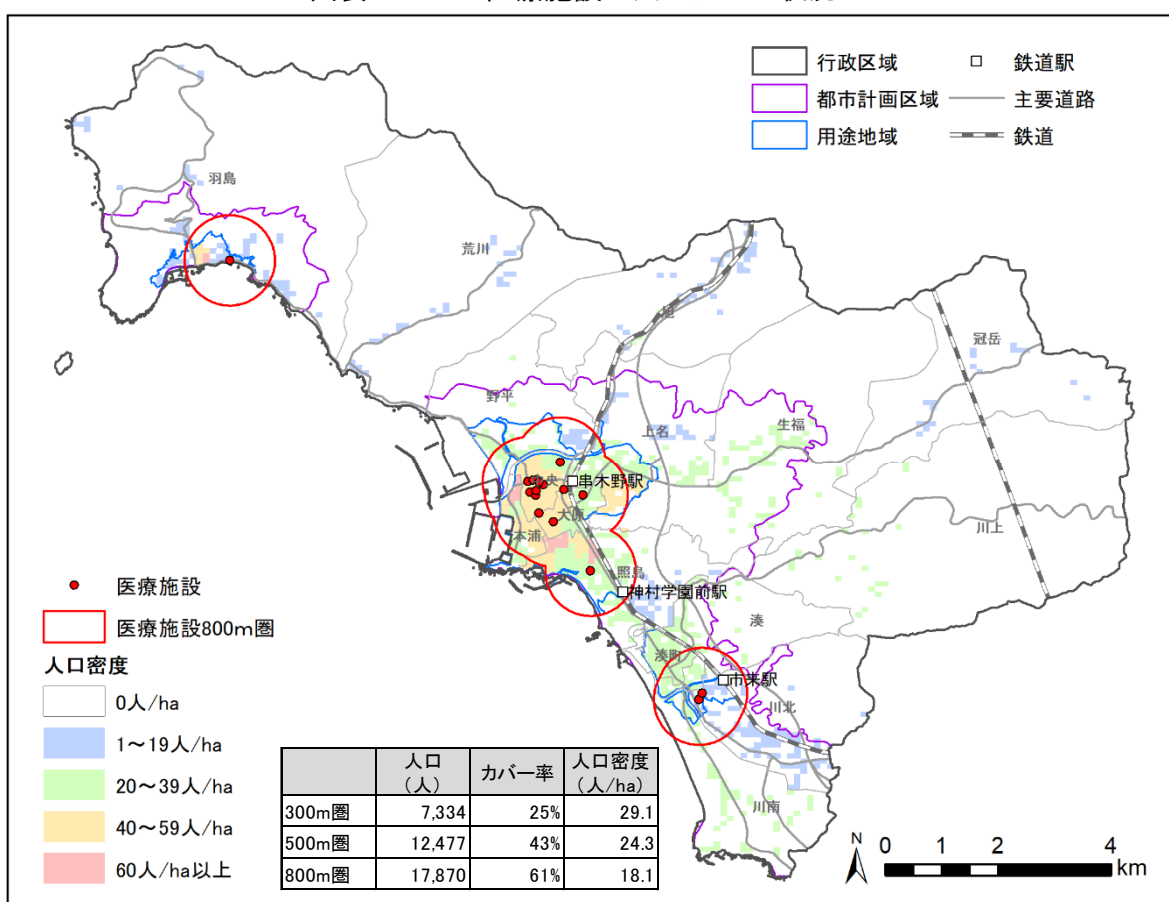 行政区域
鉄道駅
都市計画区域
主要道路
用途地域
鉄道
羽島
荒川
冠岳
野平
上名
生福
串木野駅
大原
本浦
川上
照島
神村学園前駅
湊
湊町
市来駅
川北
川南
医療施設
医療施設800m圏
人口密度
0人/ha
1～19人/ha
20～39人/ha
40～59人/ha
60人/ha以上
人口（人） カバー率 人口密度（人/ha）
300m圏 7,334 25% 29.1
500m圏 12,477 43% 24.3
800m圏 17,870 61% 18.1
N
0 1 2 4
km